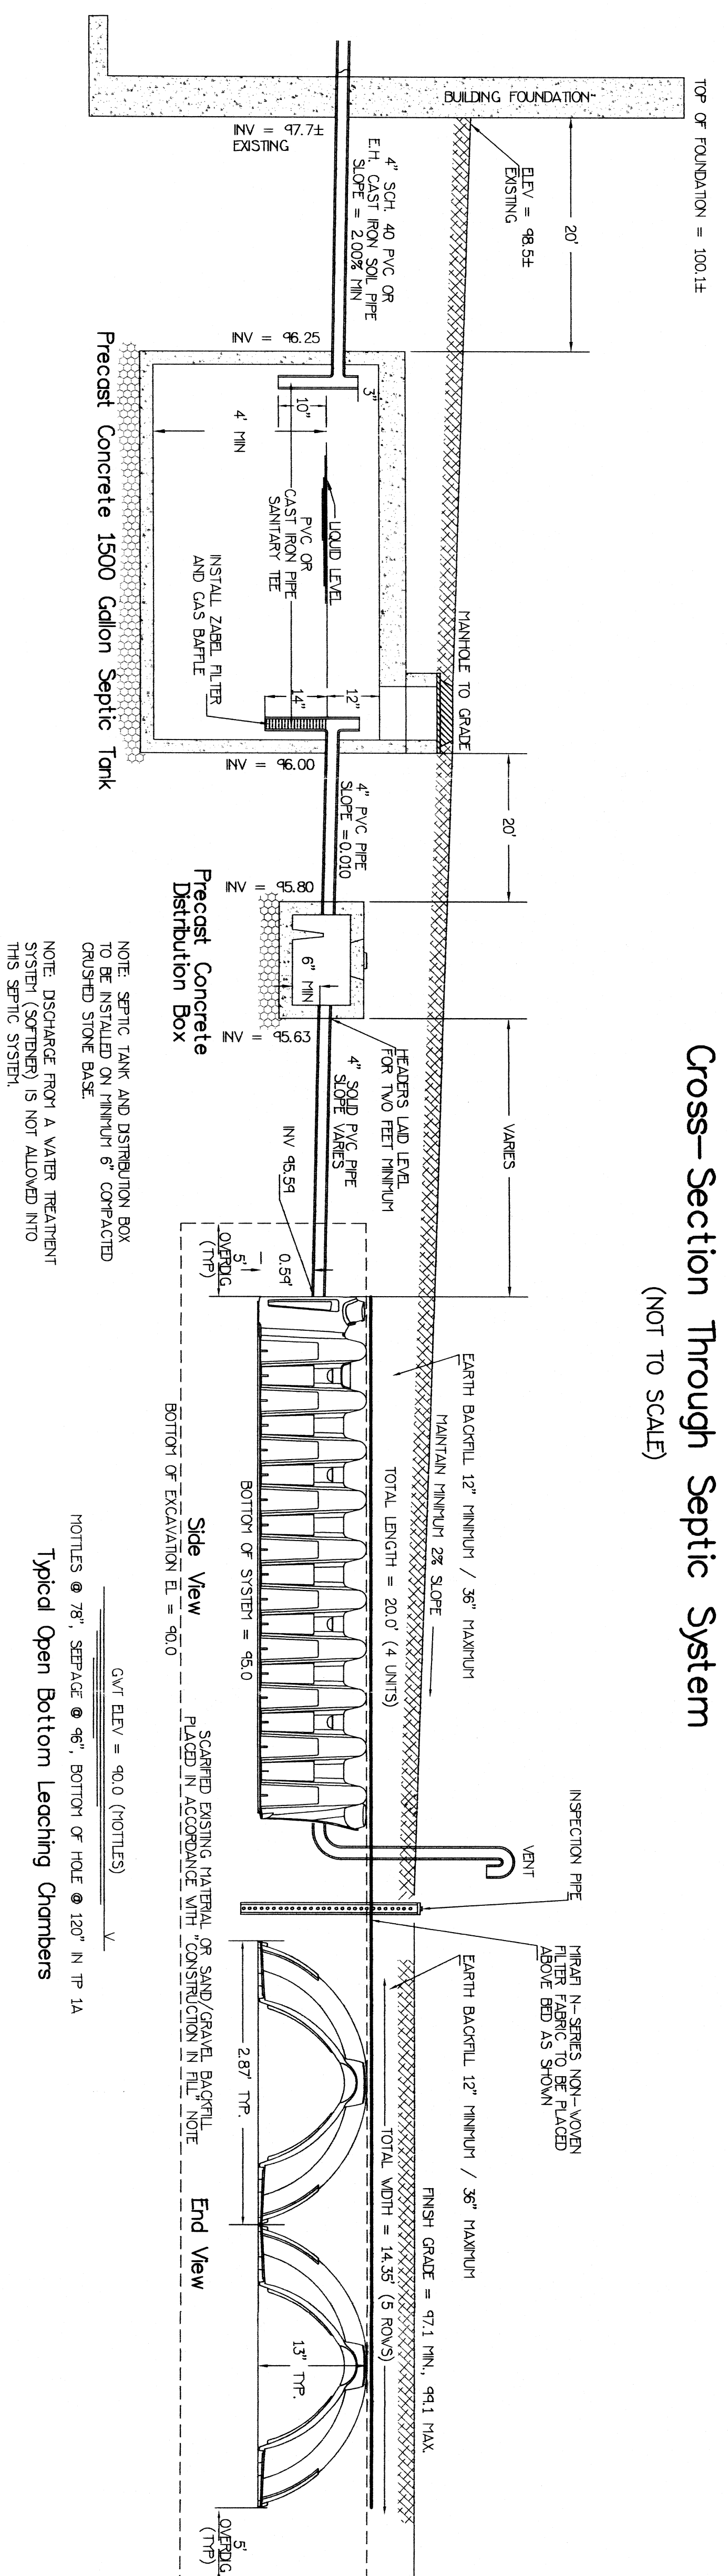 Cross-Section Through Septic System
(NOT TO SCALE)
TOP OF FOUNDATION = 100.1±
BUILDING FOUNDATION
ELEV = 98.5±
EXISTING
20'
INV = 97.7±
EXISTING
4" SCH. 40 PVC OR
E.H. CAST IRON SOIL PIPE
SLOPE = 2.00% MIN
INV = 96.25
3"
10"
4' MIN
LIQUID LEVEL
PVC OR
CAST IRON PIPE
SANITARY TEE
INSTALL ZABEL FILTER
AND GAS BAFFLE
14"
12"
MANHOLE TO GRADE
Precast Concrete 1500 Gallon Septic Tank
INV = 96.00
20'
4" PVC PIPE
SLOPE =0.010
INV = 95.80
6" MIN
Precast Concrete
Distribution Box
INV = 95.63
VARIES
HEADERS LAID LEVEL
FOR TWO FEET MINIMUM
4" SOLID PVC PIPE
SLOPE VARIES
INV 95.59
NOTE: SEPTIC TANK AND DISTRIBUTION BOX
TO BE INSTALLED ON MINIMUM 6" COMPACTED
CRUSHED STONE BASE.
NOTE: DISCHARGE FROM A WATER TREATMENT
SYSTEM (SOFTENER) IS NOT ALLOWED INTO
THIS SEPTIC SYSTEM.
0.59'
5'
OVERDIG
(TYP)
EARTH BACKFILL 12" MINIMUM / 36" MAXIMUM
MAINTAIN MINIMUM 2% SLOPE
TOTAL LENGTH = 20.0' (4 UNITS)
BOTTOM OF SYSTEM = 95.0
Side View
BOTTOM OF EXCAVATION EL = 90.0
VENT
INSPECTION PIPE
MIRAFI N-SERIES NON-WOVEN
FILTER FABRIC TO BE PLACED
ABOVE BED AS SHOWN
EARTH BACKFILL 12" MINIMUM / 36" MAXIMUM
FINISH GRADE = 97.1 MIN., 99.1 MAX.
TOTAL WIDTH = 14.35' (5 ROWS)
13" TYP.
2.87' TYP.
SCARIFIED EXISTING MATERIAL OR SAND/GRAVEL BACKFILL
PLACED IN ACCORDANCE WITH "CONSTRUCTION IN FILL" NOTE
End View
5'
OVERDIG
(TYP)
GWT ELEV = 90.0 (MOTTLES)
MOTTLES @ 78", SEEPAGE @ 96", BOTTOM OF HOLE @ 120" IN TP 1A
Typical Open Bottom Leaching Chambers